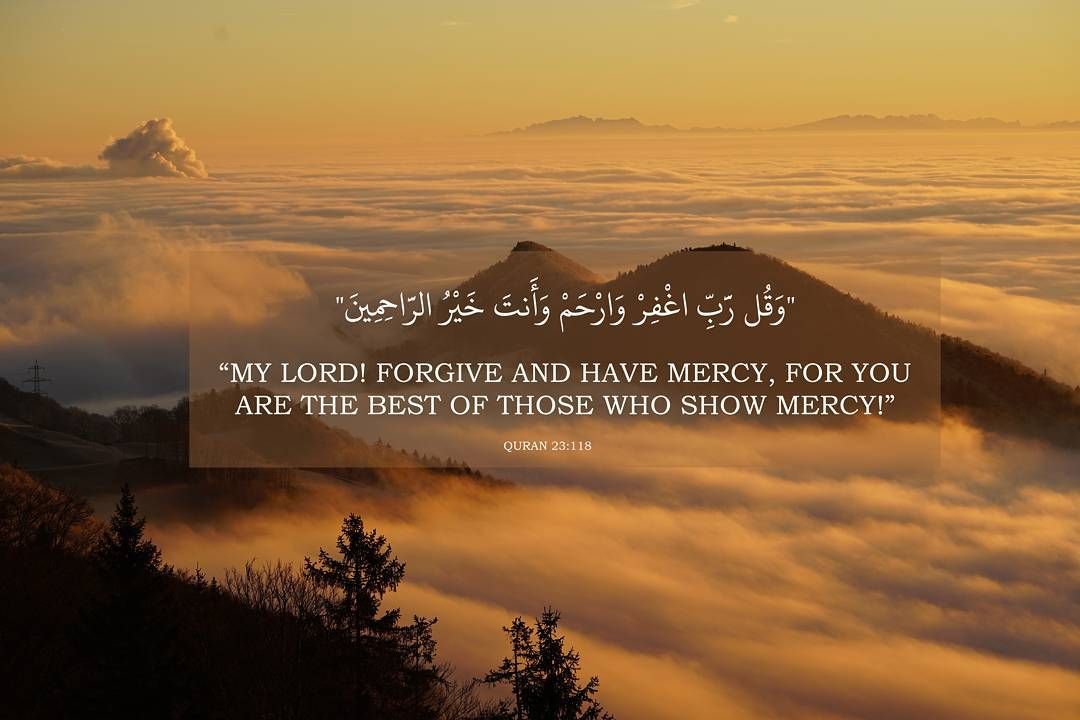 "وَقُل رَّبِّ اغْفِرْ وَارْحَمْ وَأَنتَ خَيْرُ الرَّاحِمِينَ"
“MY LORD! FORGIVE AND HAVE MERCY, FOR YOU
ARE THE BEST OF THOSE WHO SHOW MERCY!”
QURAN 23:118